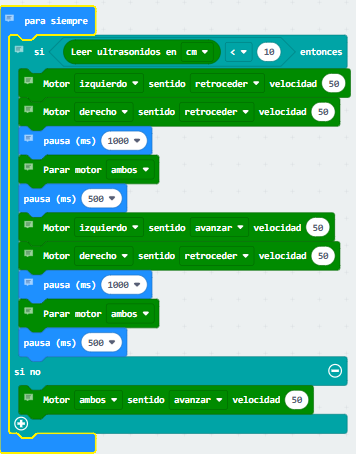 para siempre
si Leer ultrasonidos en cm < 10 entonces
Motor izquierdo sentido retroceder velocidad 50
Motor derecho sentido retroceder velocidad 50
pausa (ms) 1000
Parar motor ambos
pausa (ms) 500
Motor izquierdo sentido avanzar velocidad 50
Motor derecho sentido retroceder velocidad 50
pausa (ms) 1000
Parar motor ambos
pausa (ms) 500
si no
Motor ambos sentido avanzar velocidad 50